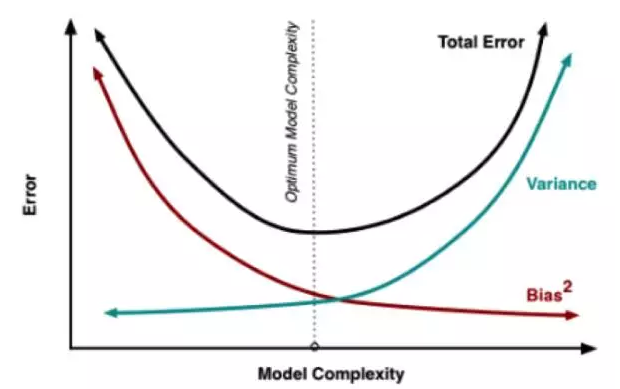 Total Error
Optimum Model Complexity
Variance
Error
Bias²
Model Complexity